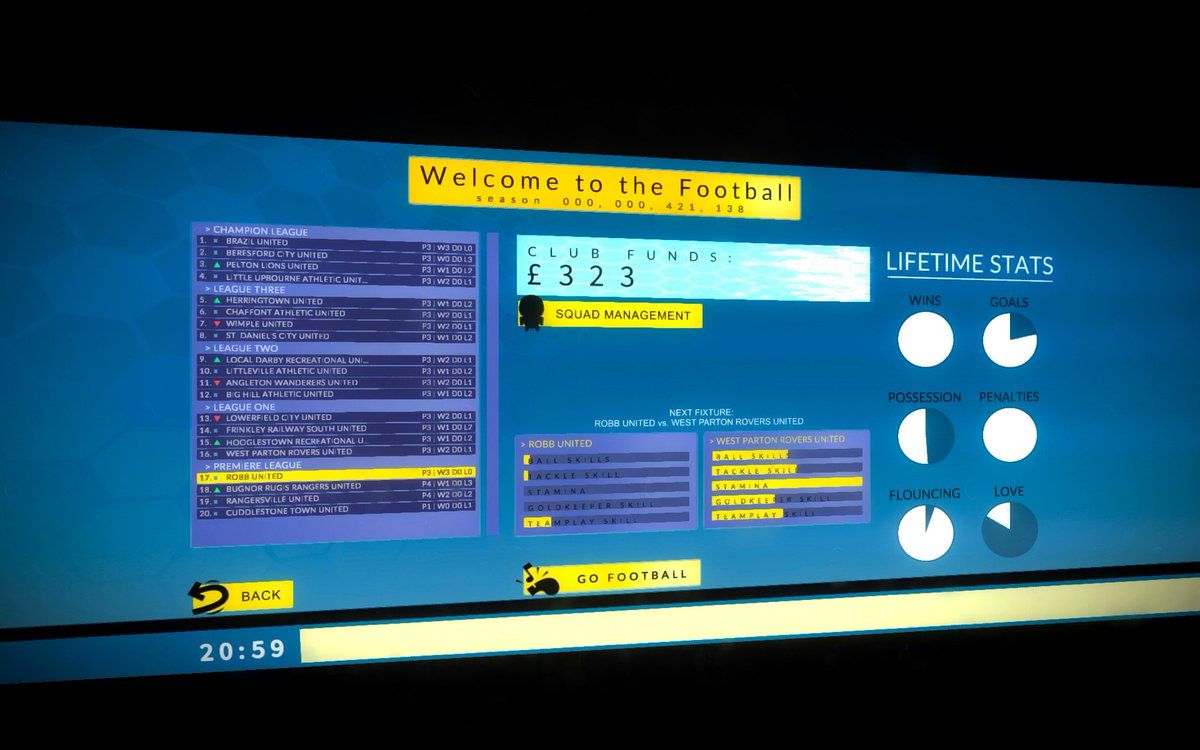 Welcome to the Football
season 000, 000, 421, 138
> CHAMPION LEAGUE
1. BRAZIL UNITED P3 | W3 D0 L0
2. BERESFORD CITY UNITED P3 | W0 D0 L3
3. PELTON LIONS UNITED P3 | W1 D0 L2
4. LITTLE UPBOURNE ATHLETIC UNIT... P3 | W2 D0 L1
> LEAGUE THREE
5. HERRINGTOWN UNITED P3 | W1 D0 L2
6. CHAFFONT ATHLETIC UNITED P3 | W2 D0 L1
7. WIMPLE UNITED P3 | W2 D0 L1
8. ST. DANIELS CITY UNITED P3 | W1 D0 L2
> LEAGUE TWO
9. LOCAL DARBY RECREATIONAL UNI... P3 | W2 D0 L1
10. LITTLEVILLE ATHLETIC UNITED P3 | W1 D0 L2
11. ANGLETON WANDERERS UNITED P3 | W2 D0 L1
12. BIG HILL ATHLETIC UNITED P3 | W1 D0 L2
> LEAGUE ONE
13. LOWERFIELD CITY UNITED P3 | W2 D0 L1
14. FRINKLEY RAILWAY SOUTH UNITED P3 | W1 D0 L2
15. HOOGLESTOWN RECREATIONAL U... P3 | W1 D0 L2
16. WEST PARTON ROVERS UNITED P3 | W2 D0 L1
> PREMIERE LEAGUE
17. ROBB UNITED P3 | W3 D0 L0
18. BUGNOR RUGS RANGERS UNITED P4 | W1 D0 L3
19. RANGERSVILLE UNITED P4 | W2 D0 L2
20. CUDDLESTONE TOWN UNITED P1 | W0 D0 L1
BACK
CLUB FUNDS:
£323
SQUAD MANAGEMENT
NEXT FIXTURE:
ROBB UNITED vs. WEST PARTON ROVERS UNITED
> ROBB UNITED
BALL SKILLS
TACKLE SKILL
STAMINA
GOLDKEEPER SKILL
TEAMPLAY SKILL
> WEST PARTON ROVERS UNITED
BALL SKILLS
TACKLE SKILL
STAMINA
GOLDKEEPER SKILL
TEAMPLAY SKILL
GO FOOTBALL
LIFETIME STATS
WINS
GOALS
POSSESSION
PENALTIES
FLOUNCING
LOVE
20:59